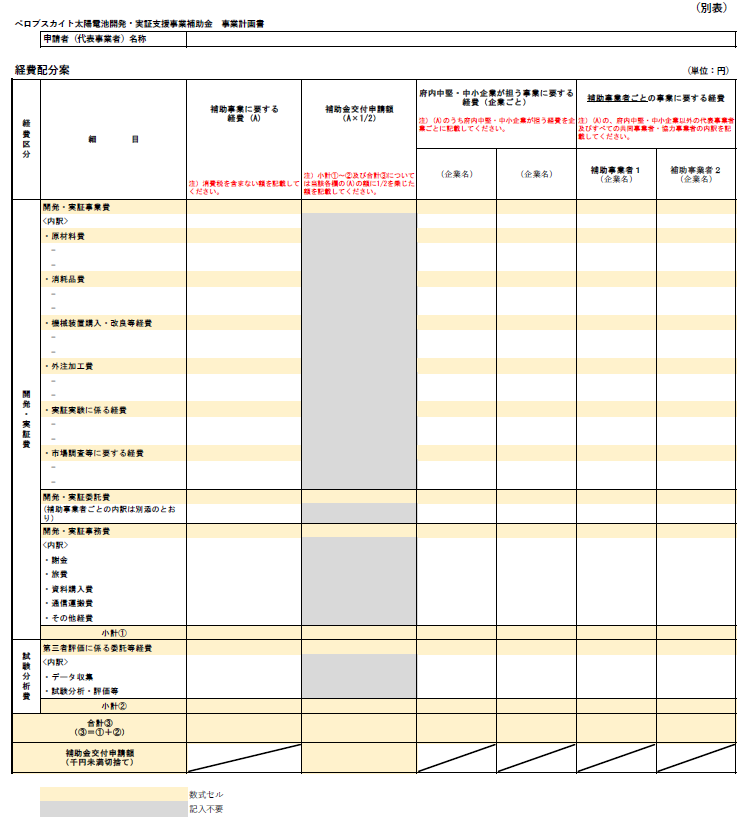 （別表）
ペロブスカイト太陽電池開発・実証支援事業補助金　事業計画書
申請者（代表事業者）名称
経費配分案
（単位：円）
経費区分
細　　目
補助事業に要する
経費（A）
注）消費税を含まない額を記載して
ください。
補助金交付申請額
（A×1/2）
注）小計①～②及び合計③について
は当該各欄の(A)の額に1/2を乗じた
額を記載してください。
府内中堅・中小企業が担う事業に要する
経費（企業ごと）
注）(A)のうち府内中堅・中小企業が担う経費を企
業ごとに記載してください。
補助事業者ごとの事業に要する経費
注）(A)の、府内中堅・中小企業以外の代表事業者
及びすべての共同事業者・協力事業者の内訳を記
載してください。
（企業名）
（企業名）
補助事業者１
（企業名）
補助事業者２
（企業名）
開発・実証費
開発・実証事業費
<内訳>
・原材料費
－
－
・消耗品費
－
－
・機械装置購入・改良等経費
－
－
・外注加工費
－
－
・実証実験に係る経費
－
－
・市場調査等に要する経費
－
－
開発・実証委託費
(補助事業者ごとの内訳は別添のとお
り)
開発・実証事務費
<内訳>
・謝金
・旅費
・資料購入費
・通信運搬費
・その他経費
小計①
試験分析費
第三者評価に係る委託等経費
<内訳>
・データ収集
・試験分析・評価等
小計②
合計③
（③＝①＋②）
補助金交付申請額
（千円未満切捨て）
数式セル
記入不要